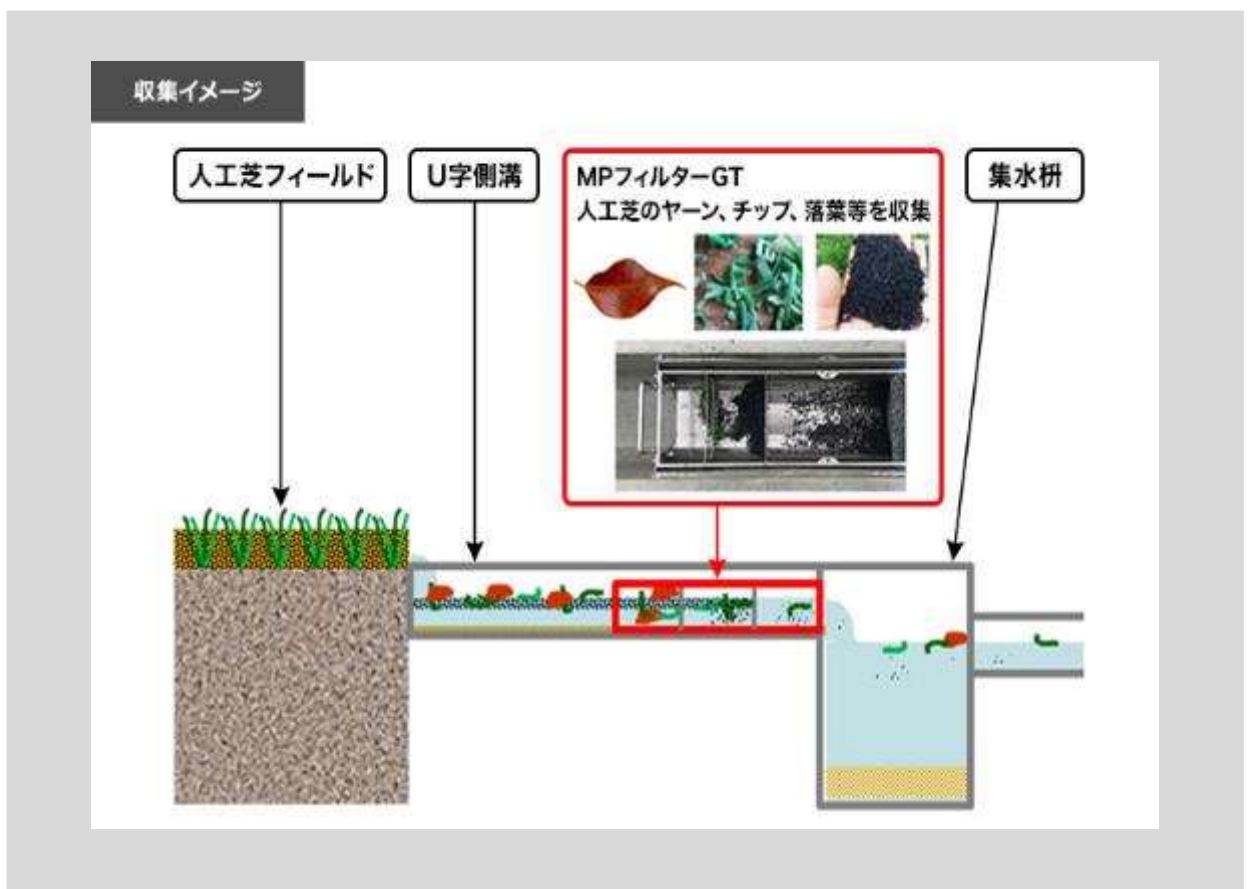 収集イメージ
人工芝フィールド
U字側溝
MPフィルターGT
人工芝のヤーン、チップ、落葉等を収集
集水枡